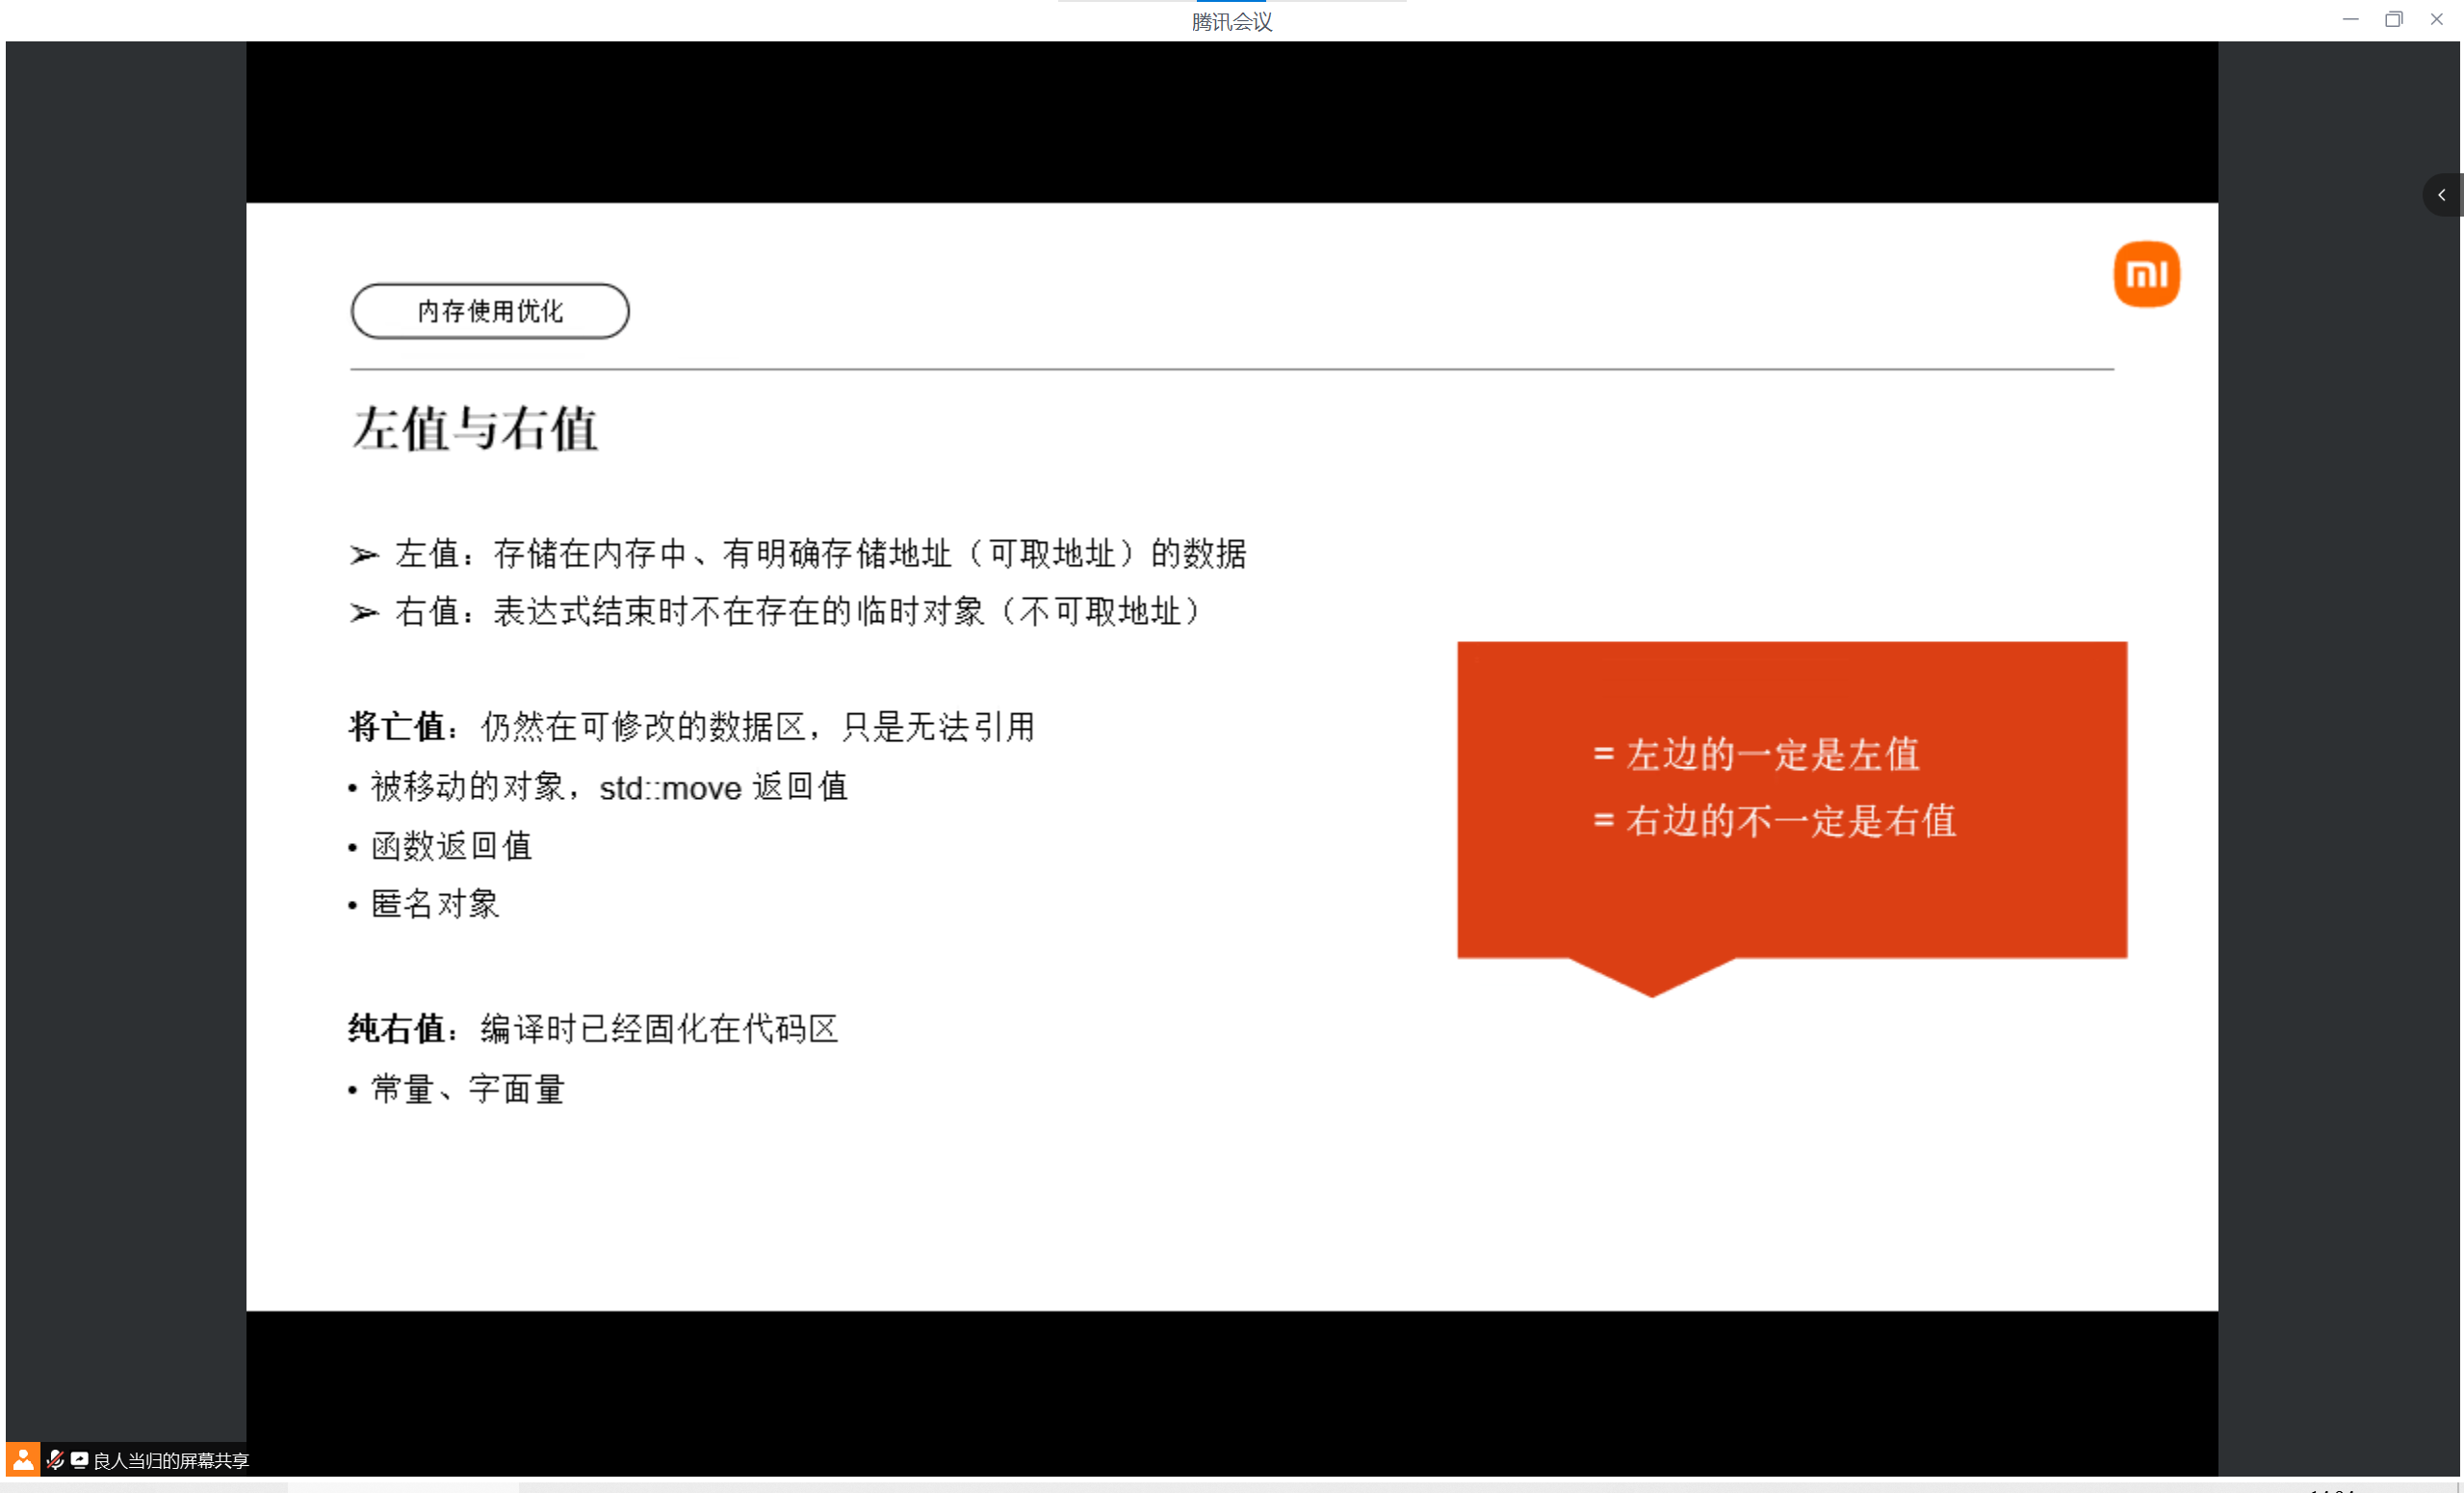 腾讯会议
内存使用优化
左值与右值
➢ 左值：存储在内存中、有明确存储地址（可取地址）的数据
➢ 右值：表达式结束时不在存在的临时对象（不可取地址）
将亡值：仍然在可修改的数据区，只是无法引用
• 被移动的对象，std::move 返回值
• 函数返回值
• 匿名对象
纯右值：编译时已经固化在代码区
• 常量、字面量
= 左边的一定是左值
= 右边的不一定是右值
良人当归的屏幕共享